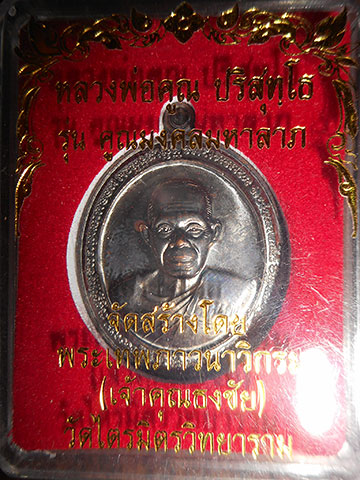 หลวงพ่อคูณ ปริสุทฺโธ
รุ่น คูณมงคลมหาลาภ
จัดสร้างโดย
พระเทพภาวนาวิกรม
(เจ้าคุณธงชัย)
วัดไตรมิตรวิทยาราม